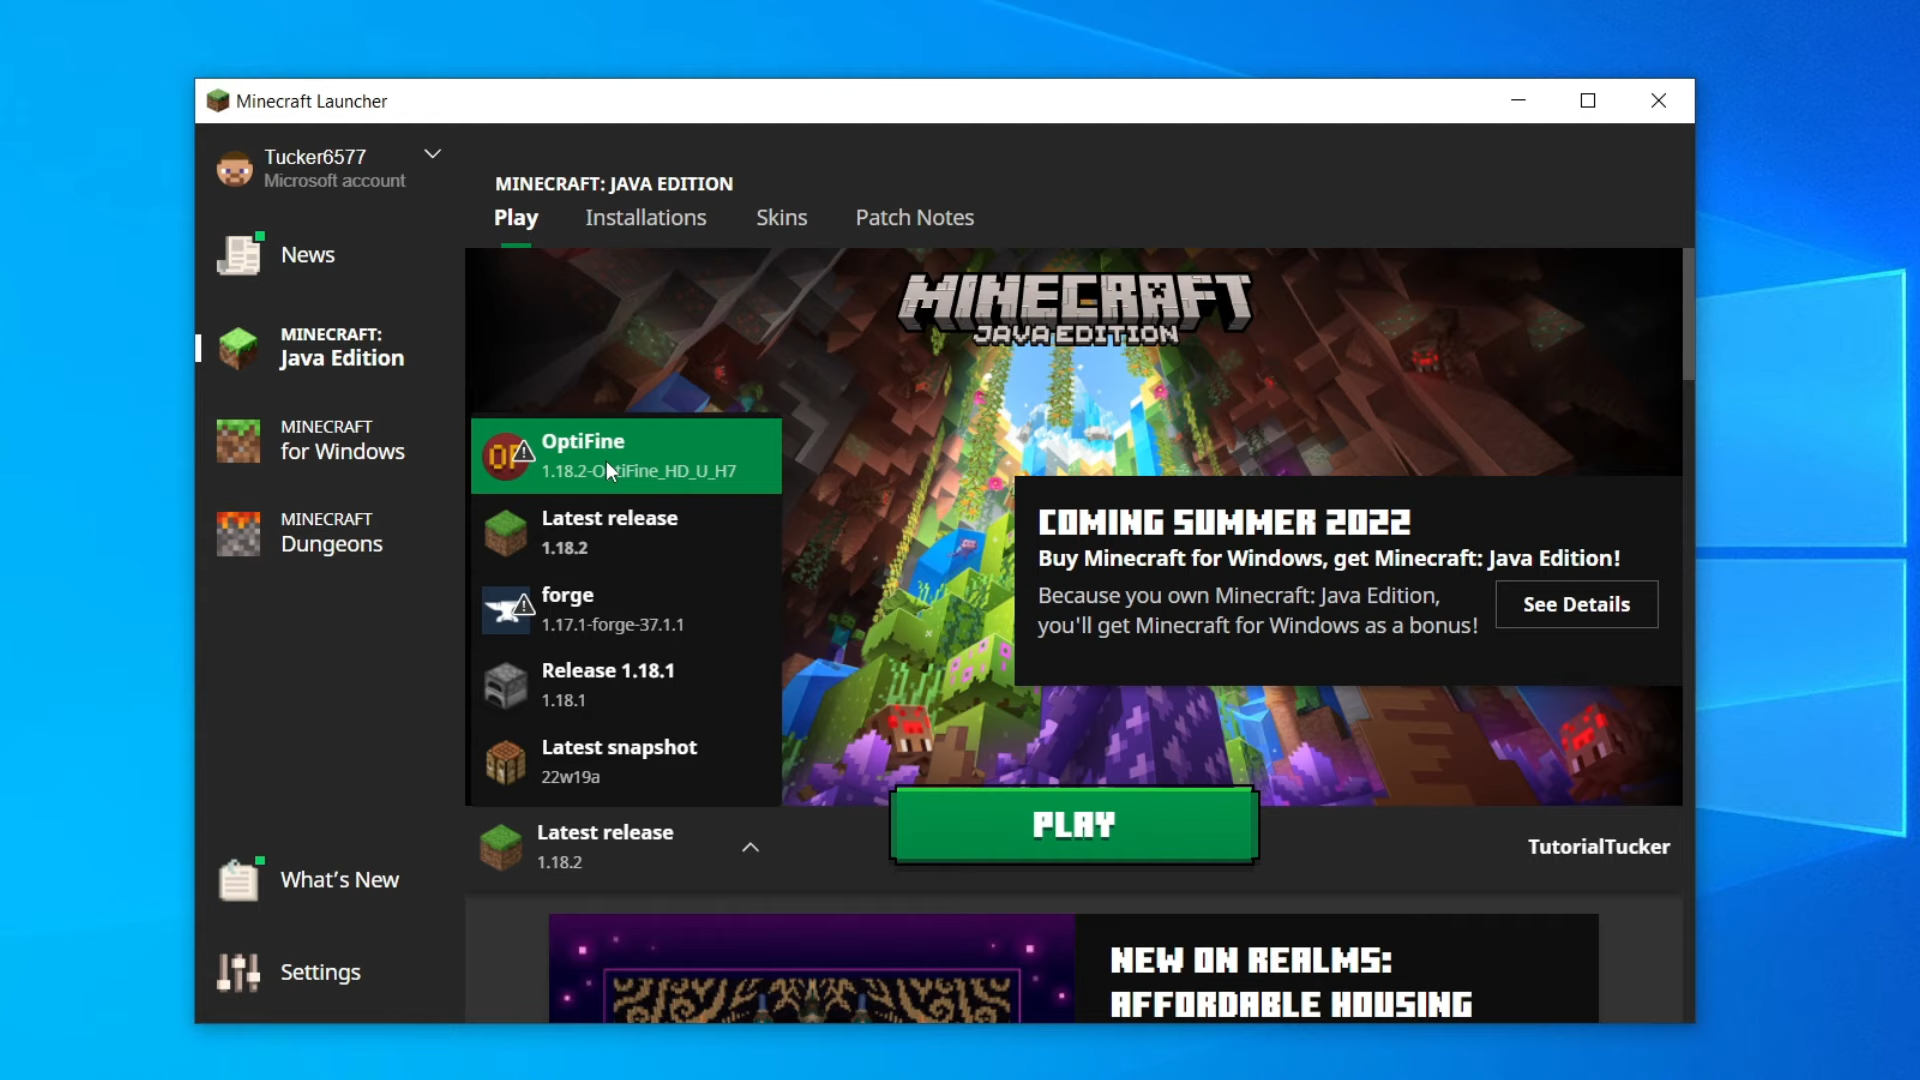 Minecraft Launcher
Tucker6577
Microsoft account
News
MINECRAFT:
Java Edition
MINECRAFT
for Windows
MINECRAFT
Dungeons
What's New
Settings
MINECRAFT: JAVA EDITION
Play Installations Skins Patch Notes
MINECRAFT
JAVA EDITION
OptiFine
1.18.2-OptiFine_HD_U_H7
Latest release
1.18.2
forge
1.17.1-forge-37.1.1
Release 1.18.1
1.18.1
Latest snapshot
22w19a
COMING SUMMER 2022
Buy Minecraft for Windows, get Minecraft: Java Edition!
Because you own Minecraft: Java Edition,
you'll get Minecraft for Windows as a bonus!
See Details
Latest release
1.18.2
PLAY
TutorialTucker
NEW ON REALMS:
AFFORDABLE HOUSING